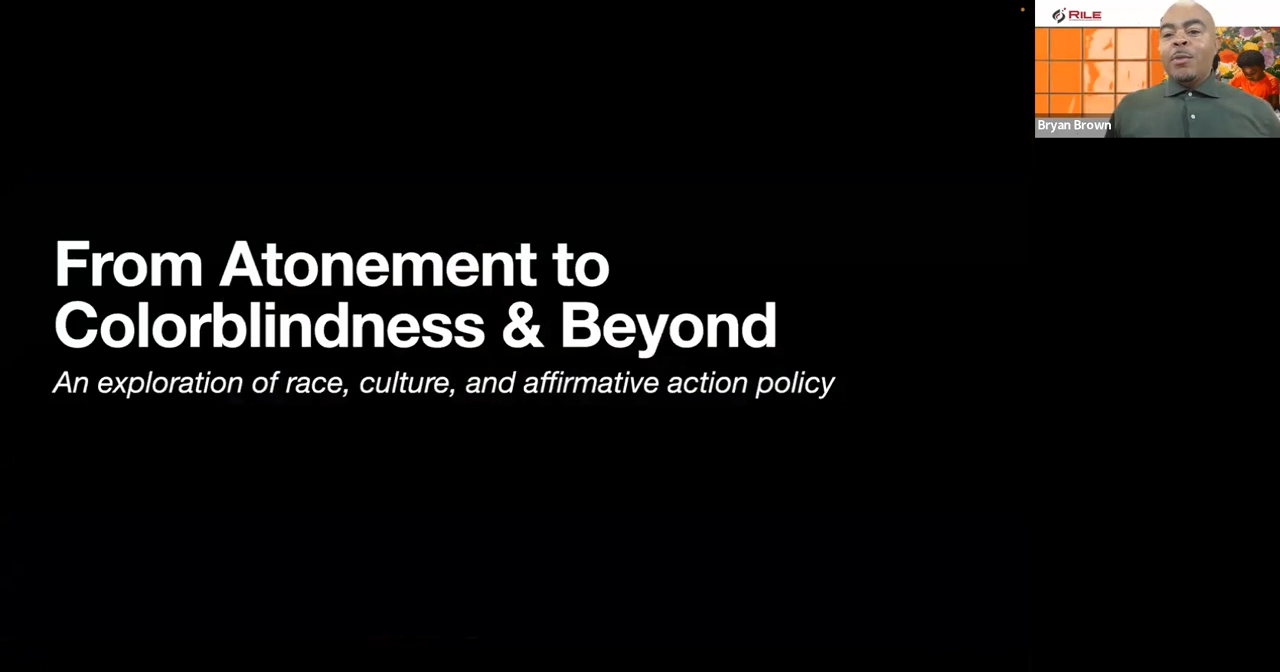 RILE
Bryan Brown
From Atonement to
Colorblindness & Beyond
An exploration of race, culture, and affirmative action policy